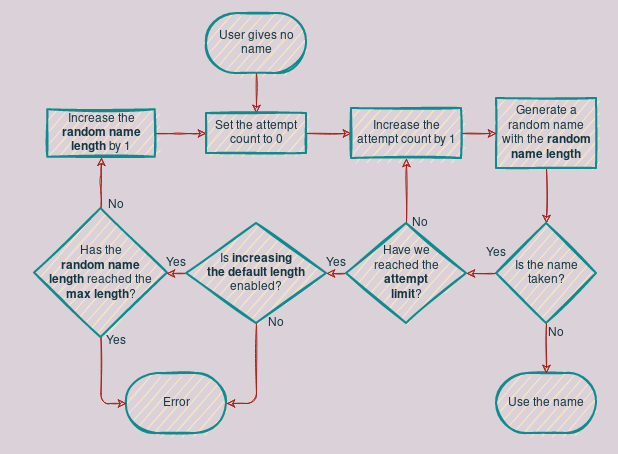 User gives no
name
Increase the
random name
length by 1
Set the attempt
count to 0
Increase the
attempt count by 1
Generate a
random name
with the random
name length
No
No
Has the
random name
length reached the
max length?
Yes
Is increasing
the default length
enabled?
Yes
Have we
reached the
attempt
limit?
Yes
Is the name
taken?
Yes
No
No
Error
Use the name